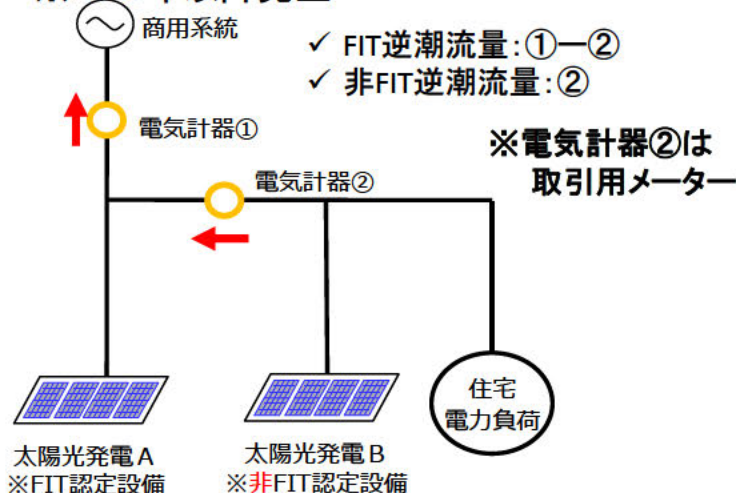 商用系統
✓ FIT逆潮流量：①ー②
✓ 非FIT逆潮流量：②
電気計器①
※電気計器②は
取引用メーター
電気計器②
住宅
電力負荷
太陽光発電A
※FIT認定設備
太陽光発電B
※非FIT認定設備